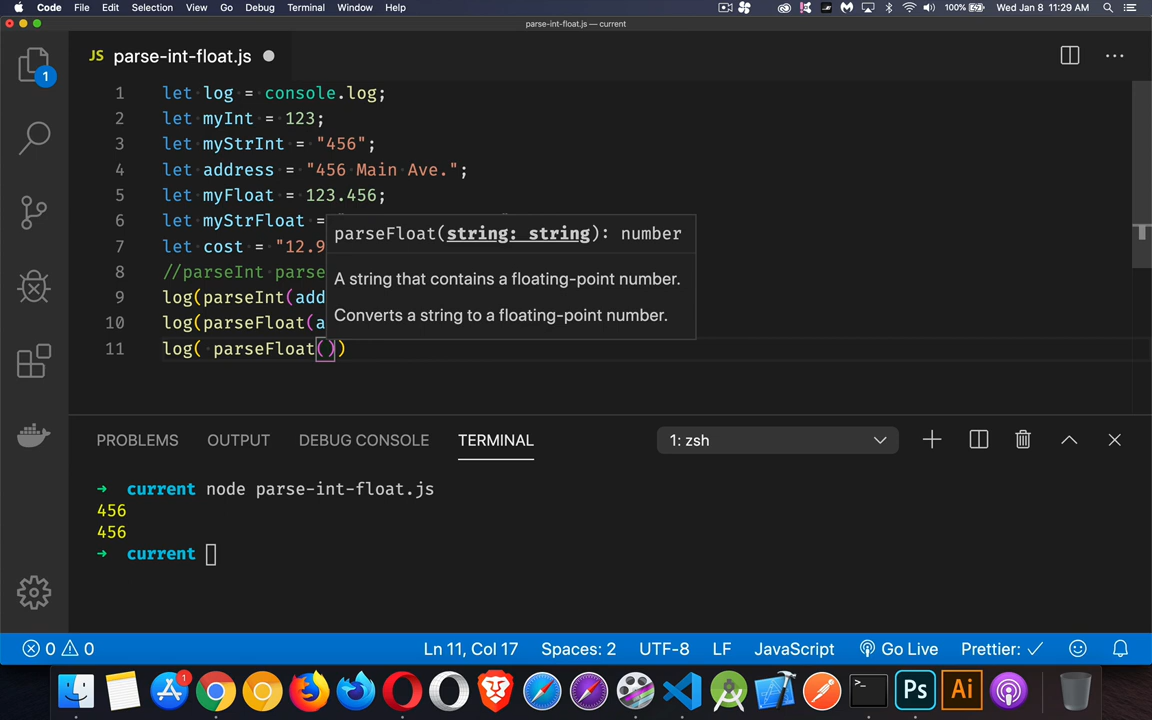 Code File Edit Selection View Go Debug Terminal Window Help 100% Wed Jan 8 11:29 AM
parse-int-float.js — current
1
JS parse-int-float.js
1 let log = console.log;
2 let myInt = 123;
3 let myStrInt = "456";
4 let address = "456 Main Ave.";
5 let myFloat = 123.456;
6 let myStrFloat =
parseFloat(string: string): number
7 let cost = "12.9
8 //parseInt parse
A string that contains a floating-point number.
9 log(parseInt(add
Converts a string to a floating-point number.
10 log(parseFloat(a
11 log( parseFloat())
PROBLEMS OUTPUT DEBUG CONSOLE TERMINAL 1: zsh
➜ current node parse-int-float.js
456
456
➜ current
0 0 Ln 11, Col 17 Spaces: 2 UTF-8 LF JavaScript Go Live Prettier: ✓
1
>_ Ps Ai